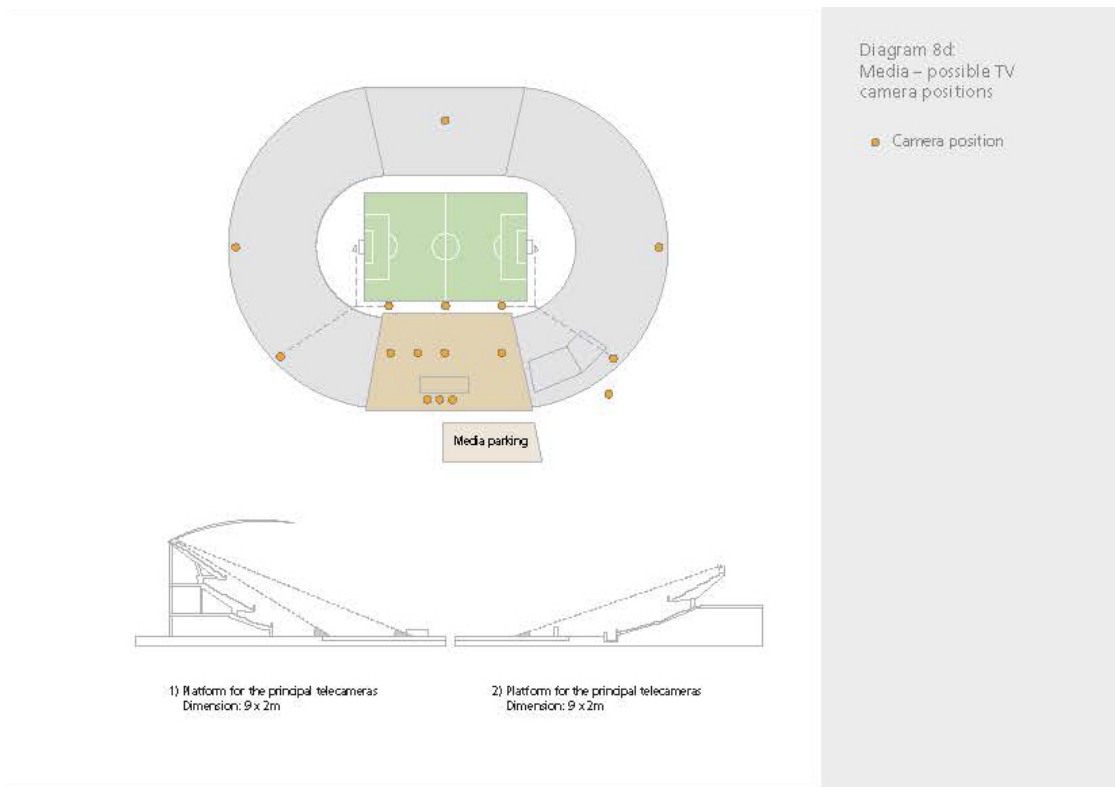 Diagram 8d:
Media – possible TV
camera positions
Camera position
Media parking
1) Platform for the principal telecameras
Dimension: 9 x 2m
2) Platform for the principal telecameras
Dimension: 9 x 2m